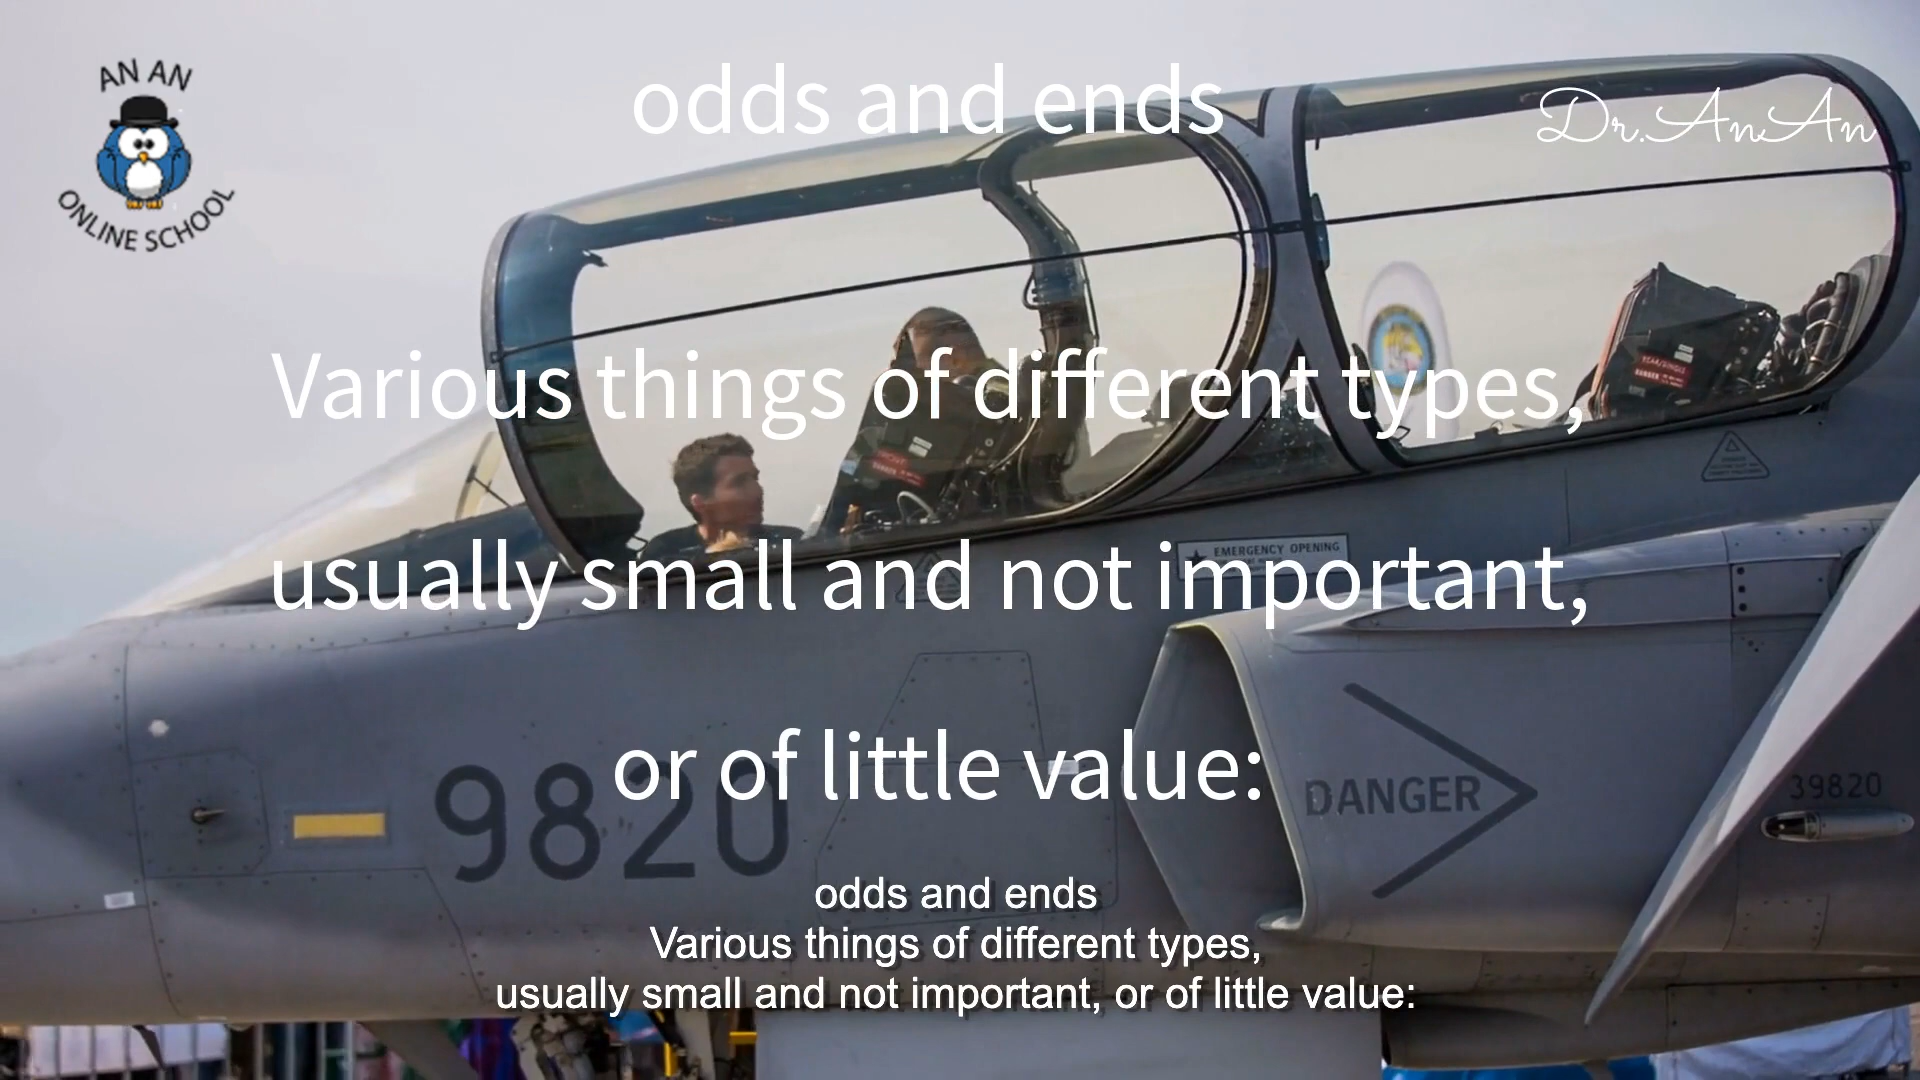 AN AN
ONLINE SCHOOL
odds and ends
Dr.AnAn
Various things of different types,
usually small and not important,
or of little value:
EMERGENCY OPENING
DANGER
9820
39820
odds and ends
Various things of different types,
usually small and not important, or of little value: